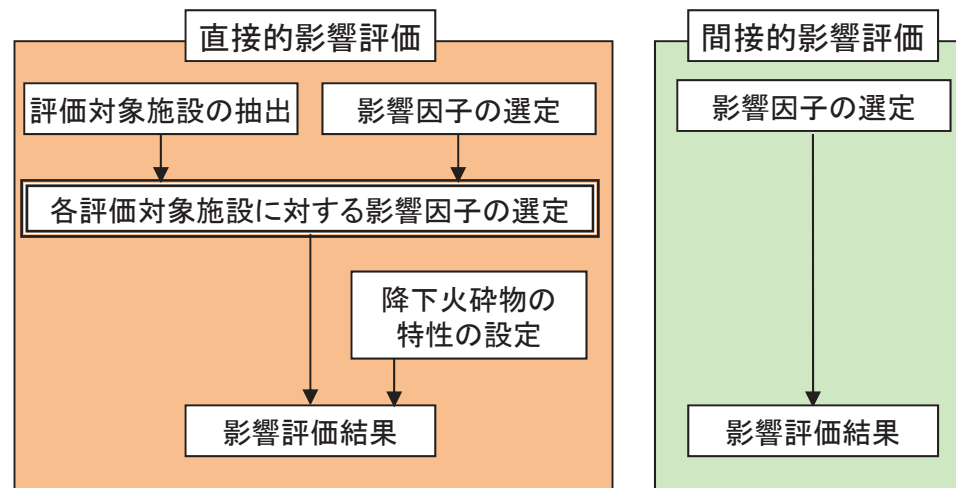 直接的影響評価
評価対象施設の抽出
影響因子の選定
各評価対象施設に対する影響因子の選定
降下火砕物の
特性の設定
影響評価結果
間接的影響評価
影響因子の選定
影響評価結果